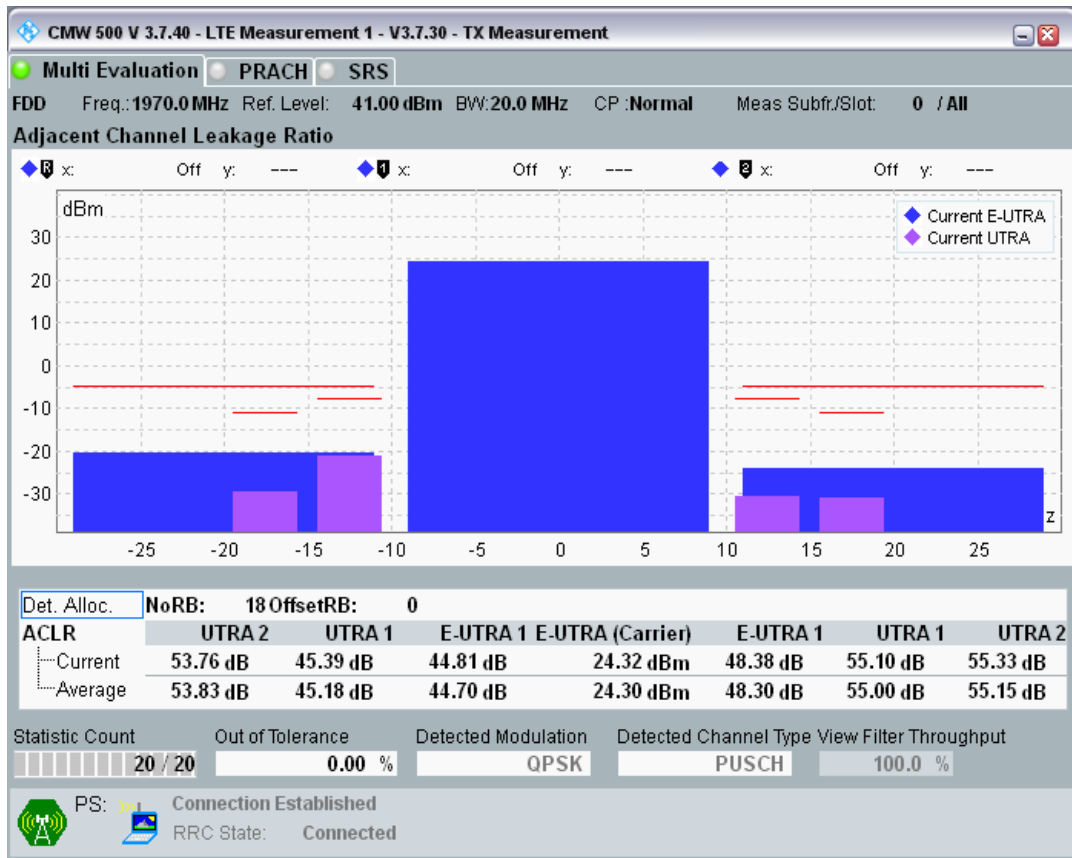 CMW 500 V 3.7.40 - LTE Measurement 1 - V3.7.30 - TX Measurement
Multi Evaluation PRACH SRS
FDD Freq.:1970.0 MHz Ref. Level: 41.00 dBm BW:20.0 MHz CP :Normal Meas Subfr./Slot: 0 / All
Adjacent Channel Leakage Ratio
R x: Off y: --- 1 x: Off y: --- 2 x: Off y: ---
dBm
Current E-UTRA
Current UTRA
30
20
10
0
-10
-20
-30
z
-25 -20 -15 -10 -5 0 5 10 15 20 25
Det. Alloc. NoRB: 18 OffsetRB: 0
ACLR UTRA 2 UTRA 1 E-UTRA 1 E-UTRA (Carrier) E-UTRA 1 UTRA 1 UTRA 2
Current 53.76 dB 45.39 dB 44.81 dB 24.32 dBm 48.38 dB 55.10 dB 55.33 dB
Average 53.83 dB 45.18 dB 44.70 dB 24.30 dBm 48.30 dB 55.00 dB 55.15 dB
Statistic Count Out of Tolerance Detected Modulation Detected Channel Type View Filter Throughput
20 / 20 0.00 % QPSK PUSCH 100.0 %
PS: Connection Established
RRC State: Connected